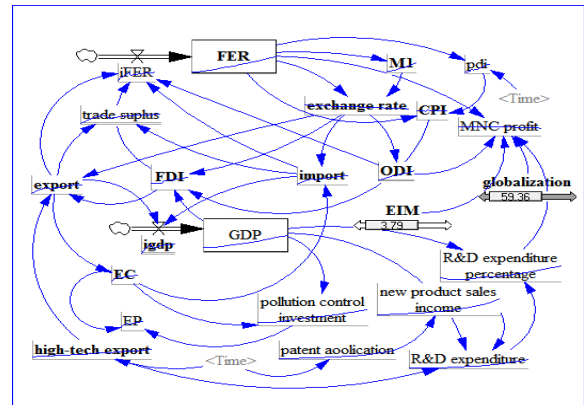 FER
M1
pdi
iFER
<Time>
exchange rate
CPI
trade suplus
MNC profit
export
FDI
import
ODI
globalization
59.36
EIM
3.79
igdp
GDP
R&D expenditure
percentage
EC
new product sales
income
pollution control
investment
EP
high-tech export
<Time>
patent aoolication
R&D expenditure